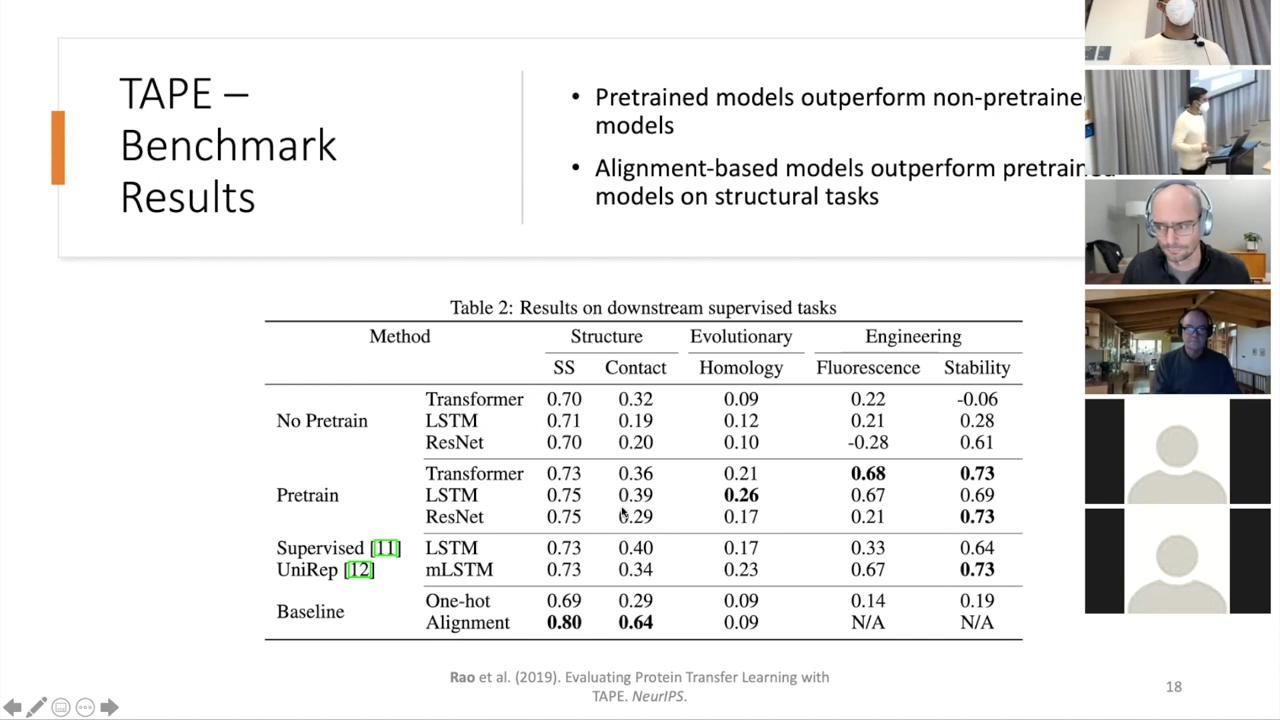 TAPE –
Benchmark
Results
• Pretrained models outperform non-pretraine
models
• Alignment-based models outperform pretrained
models on structural tasks
Table 2: Results on downstream supervised tasks
Method Structure Evolutionary Engineering
SS Contact Homology Fluorescence Stability
No Pretrain
Transformer 0.70 0.32 0.09 0.22 -0.06
LSTM 0.71 0.19 0.12 0.21 0.28
ResNet 0.70 0.20 0.10 -0.28 0.61
Pretrain
Transformer 0.73 0.36 0.21 0.68 0.73
LSTM 0.75 0.39 0.26 0.67 0.69
ResNet 0.75 0.29 0.17 0.21 0.73
Supervised [11] LSTM 0.73 0.40 0.17 0.33 0.64
UniRep [12] mLSTM 0.73 0.34 0.23 0.67 0.73
Baseline
One-hot 0.69 0.29 0.09 0.14 0.19
Alignment 0.80 0.64 0.09 N/A N/A
Rao et al. (2019). Evaluating Protein Transfer Learning with
TAPE. NeurIPS.
18